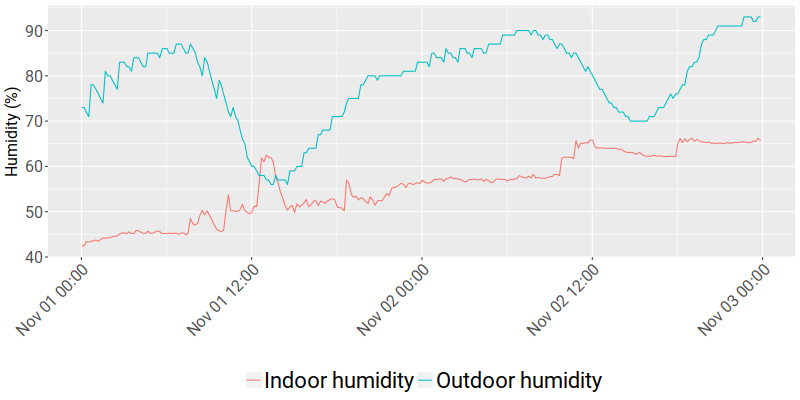 Humidity (%)
90
80
70
60
50
40
Nov 01 00:00
Nov 01 12:00
Nov 02 00:00
Nov 02 12:00
Nov 03 00:00
Indoor humidity Outdoor humidity